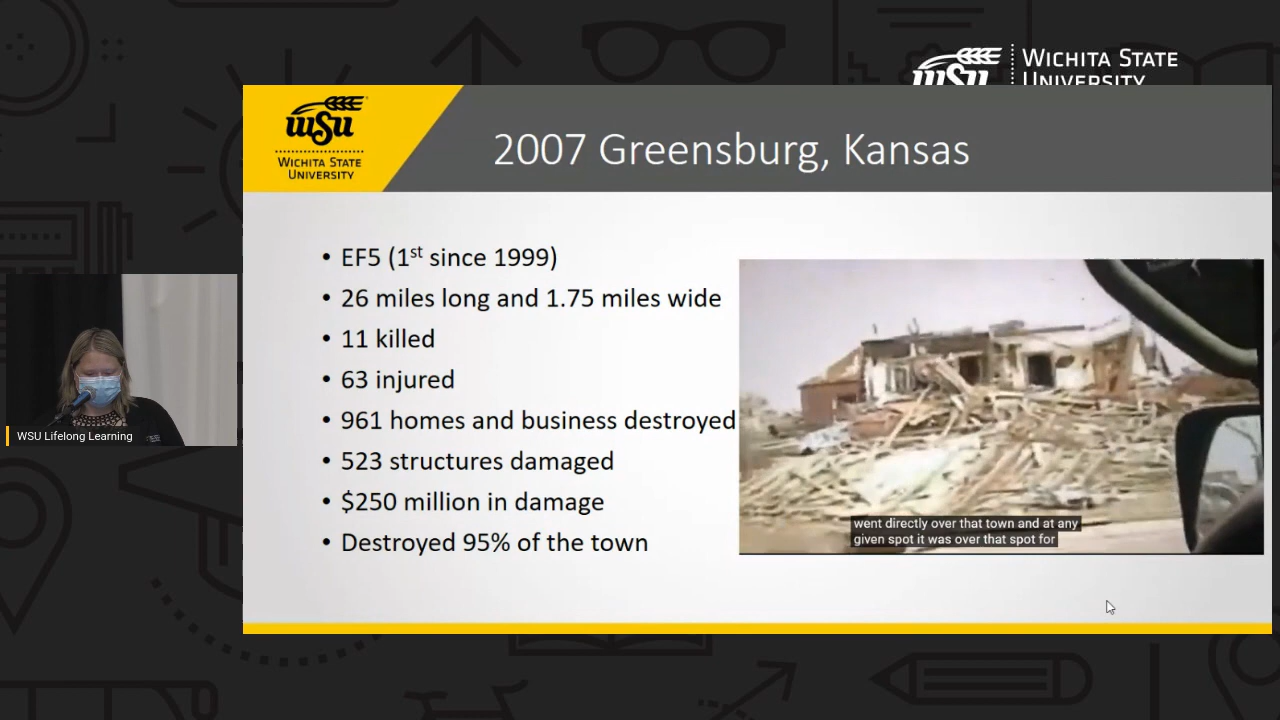 WSU
WICHITA STATE
UNIVERSITY
WSU
WICHITA STATE
UNIVERSITY
2007 Greensburg, Kansas
• EF5 (1st since 1999)
• 26 miles long and 1.75 miles wide
• 11 killed
• 63 injured
• 961 homes and business destroyed
• 523 structures damaged
• $250 million in damage
• Destroyed 95% of the town
went directly over that town and at any
given spot it was over that spot for
WSU Lifelong Learning